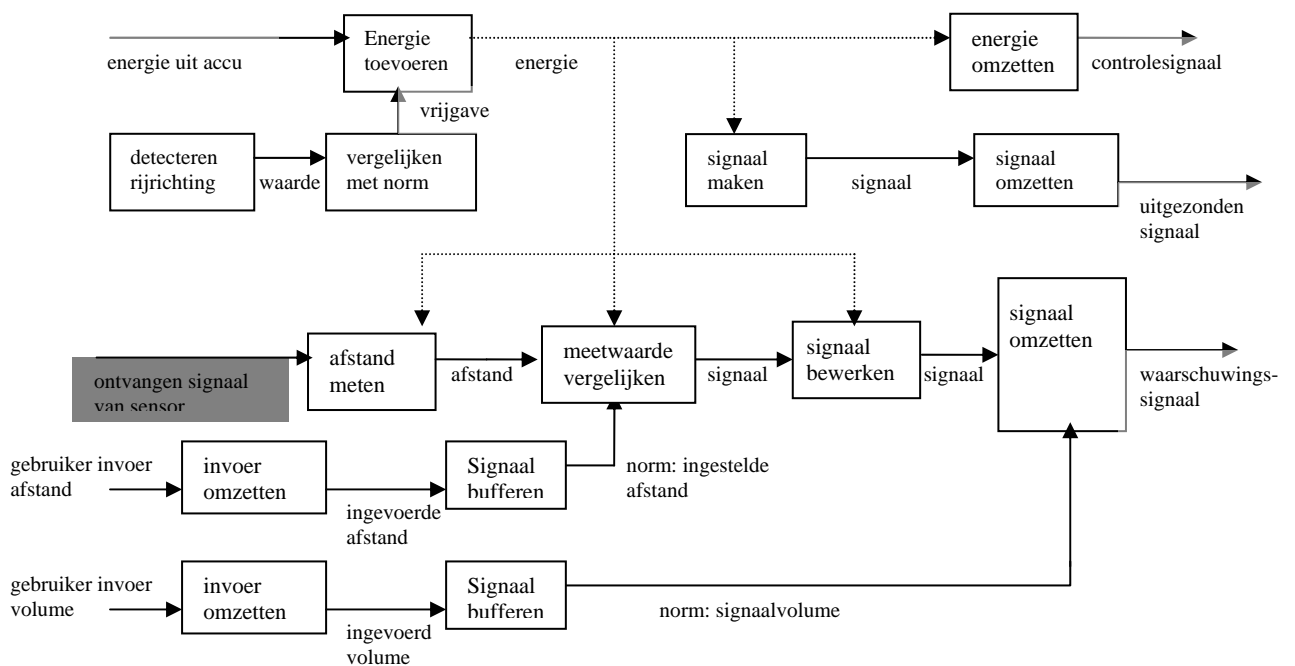 Energie
toevoeren
energie
omzetten
energie uit accu
energie
controlesignaal
vrijgave
detecteren
rijrichting
waarde
vergelijken
met norm
signaal
maken
signaal
signaal
omzetten
uitgezonden
signaal
signaal
omzetten
afstand
meten
afstand
meetwaarde
vergelijken
signaal
signaal
bewerken
signaal
waarschuwings-
signaal
ontvangen signaal
van sensor
gebruiker invoer
afstand
invoer
omzetten
ingevoerde
afstand
Signaal
bufferen
norm: ingestelde
afstand
gebruiker invoer
volume
invoer
omzetten
ingevoerd
volume
Signaal
bufferen
norm: signaalvolume